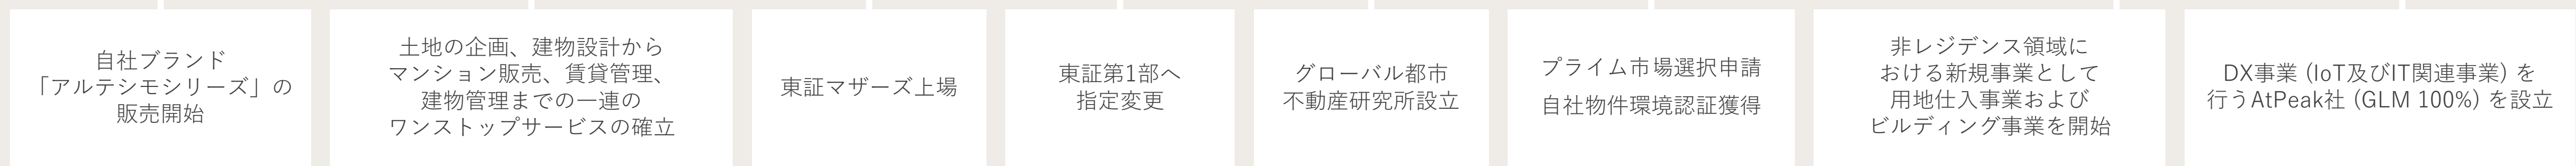 自社ブランド
「アルテシモシリーズ」の
販売開始
土地の企画、建物設計から
マンション販売、賃貸管理、
建物管理までの一連の
ワンストップサービスの確立
東証マザーズ上場
東証第1部へ
指定変更
グローバル都市
不動産研究所設立
プライム市場選択申請
自社物件環境認証獲得
非レジデンス領域に
おける新規事業として
用地仕入事業および
ビルディング事業を開始
DX事業 (IoT及びIT関連事業) を
行うAtPeak社 (GLM 100%) を設立